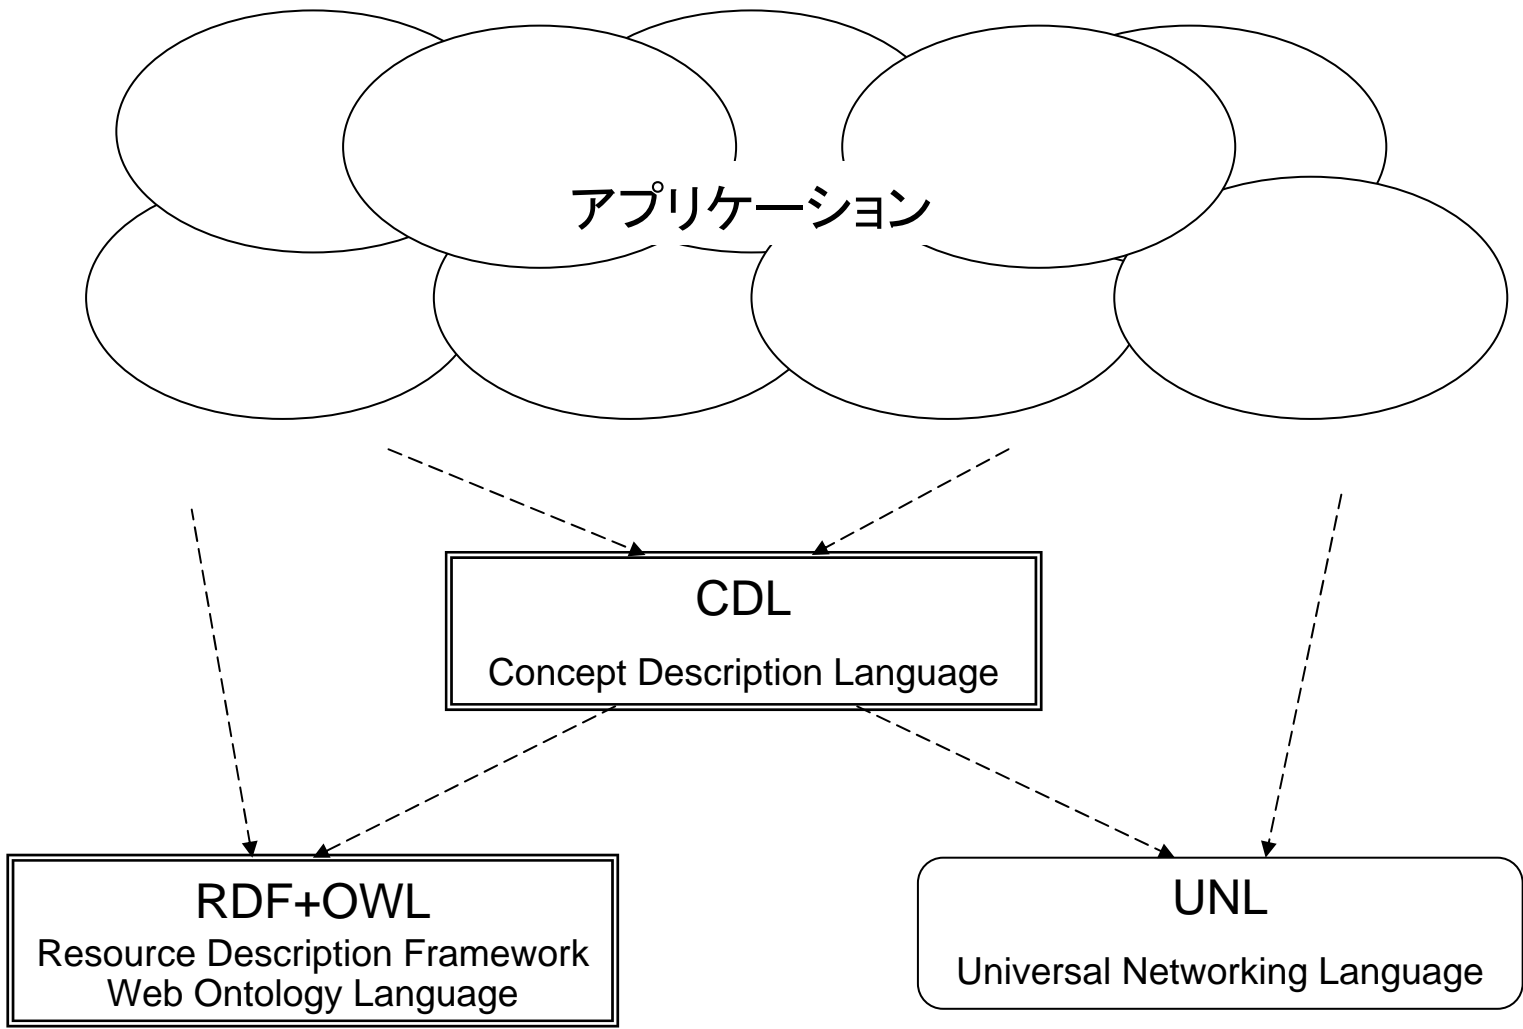 アプリケーション
CDL
Concept Description Language
RDF+OWL
Resource Description Framework
Web Ontology Language
UNL
Universal Networking Language